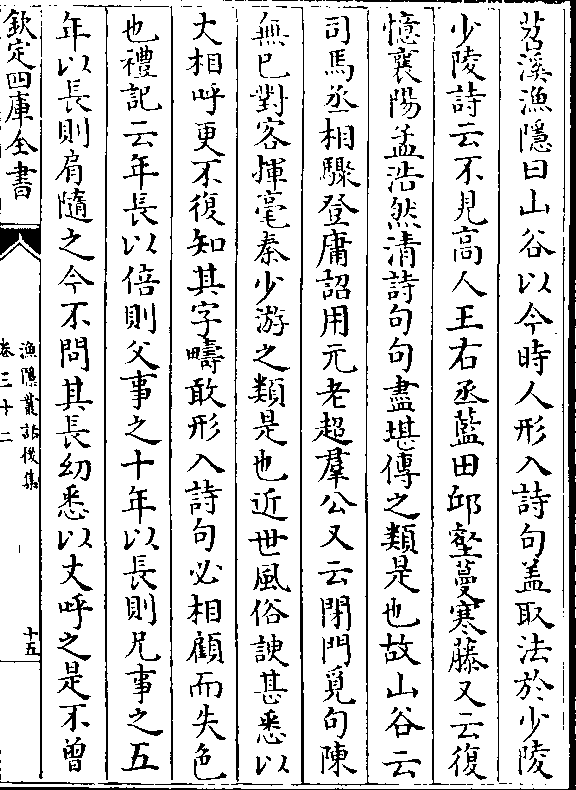 苕溪漁隱曰山谷以今時人形入詩句盖取法於少陵
少陵詩云不見高人王右丞藍田邱壑蔓寒藤又云復
憶襄陽孟浩然清詩句句盡堪傳之類是也故山谷云
司馬丞相驟登庸詔用元老超羣公又云閉門覓句陳
無已對客揮毫秦少游之類是也近世風俗諛甚悉以
大相呼更不復知其字疇敢形入詩句必相顧而失色
也禮記云年長以倍則父事之十年以長則兄事之五
年以長則肩隨之今不問其長幼悉以丈呼之是不曾
欽定四庫全書
漁隱叢話後集
卷三十二
十五